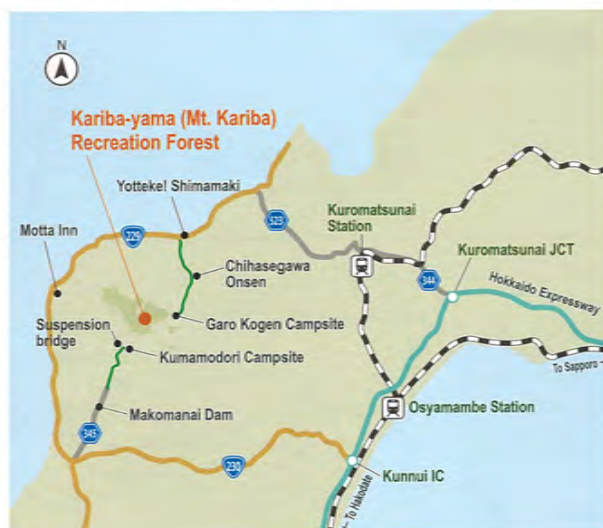 N
Kariba-yama (Mt. Kariba)
Recreation Forest
Yotteke! Shimamaki
523
Kuromatsunai
Station
Motta Inn
229
Kuromatsunai JCT
Chihasegawa
Onsen
344
Hokkaido Expressway
Suspension
bridge
Garo Kogen Campsite
Kumamodori Campsite
To Sapporo
Makomanai Dam
Osyamambe Station
345
230
Kunnui IC
To Hakodate